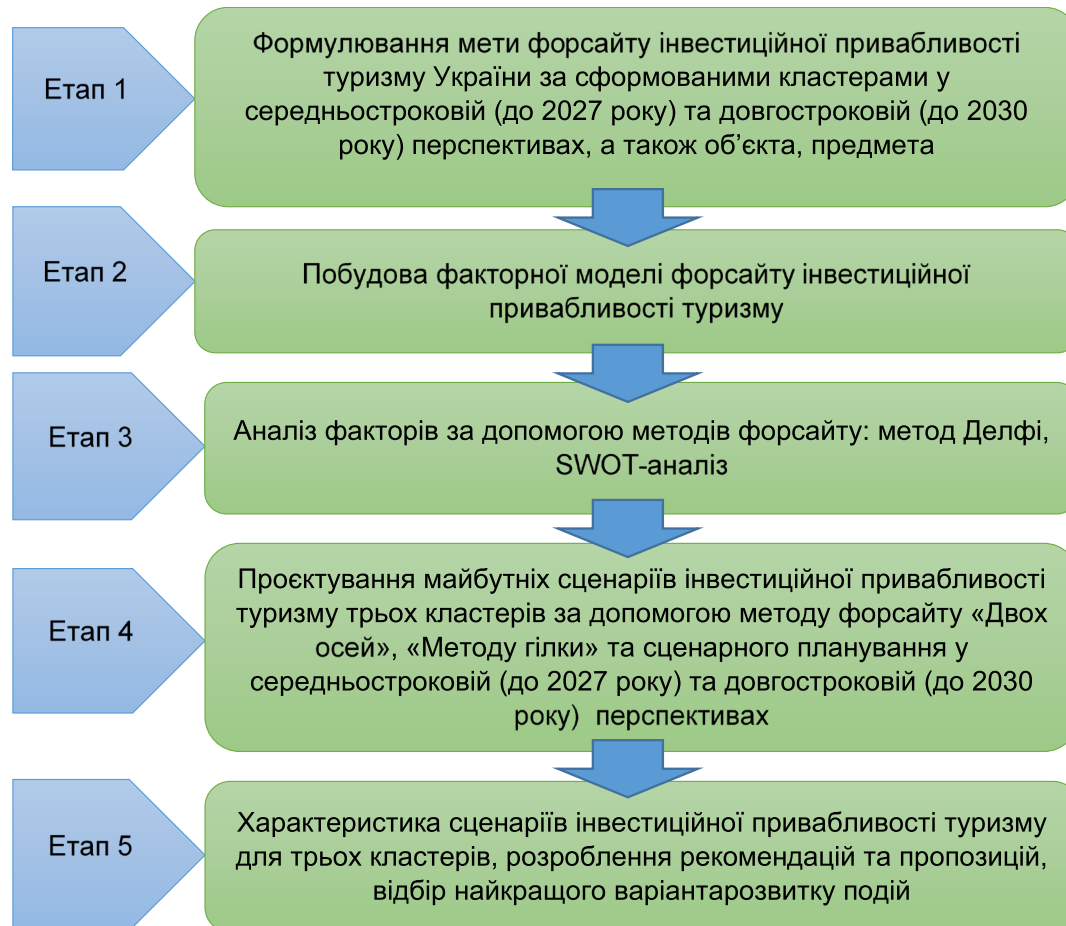 Етап 1
Формулювання мети форсайту інвестиційної привабливості
туризму України за сформованими кластерами у
середньостроковій (до 2027 року) та довгостроковій (до 2030
року) перспективах, а також об’єкта, предмета
Етап 2
Побудова факторної моделі форсайту інвестиційної
привабливості туризму
Етап 3
Аналіз факторів за допомогою методів форсайту: метод Делфі,
SWOT-аналіз
Етап 4
Проєктування майбутніх сценаріїв інвестиційної привабливості
туризму трьох кластерів за допомогою методу форсайту «Двох
осей», «Методу гілки» та сценарного планування у
середньостроковій (до 2027 року) та довгостроковій (до 2030
року) перспективах
Етап 5
Характеристика сценаріїв інвестиційної привабливості туризму
для трьох кластерів, розроблення рекомендацій та пропозицій,
відбір найкращого варіантарозвитку подій